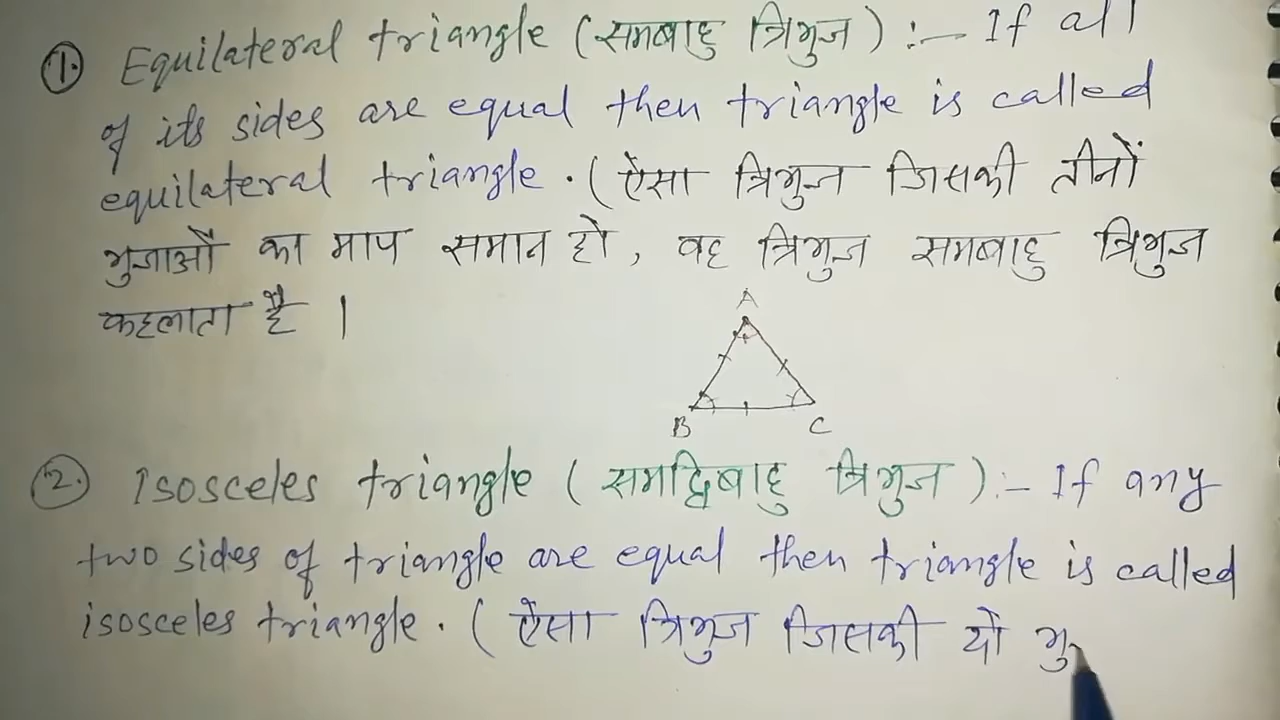 1. Equilateral triangle (समबाहु त्रिभुज) :- If all
of its sides are equal then triangle is called
equilateral triangle. (ऐसा त्रिभुज जिसकी तीनों
भुजाओं का माप समान हो, वह त्रिभुज समबाहु त्रिभुज
कहलाता है ।
A
B C
2. Isosceles triangle (समद्विबाहु त्रिभुज) :- If any
two sides of triangle are equal then triangle is called
isosceles triangle. (ऐसा त्रिभुज जिसकी यो भु